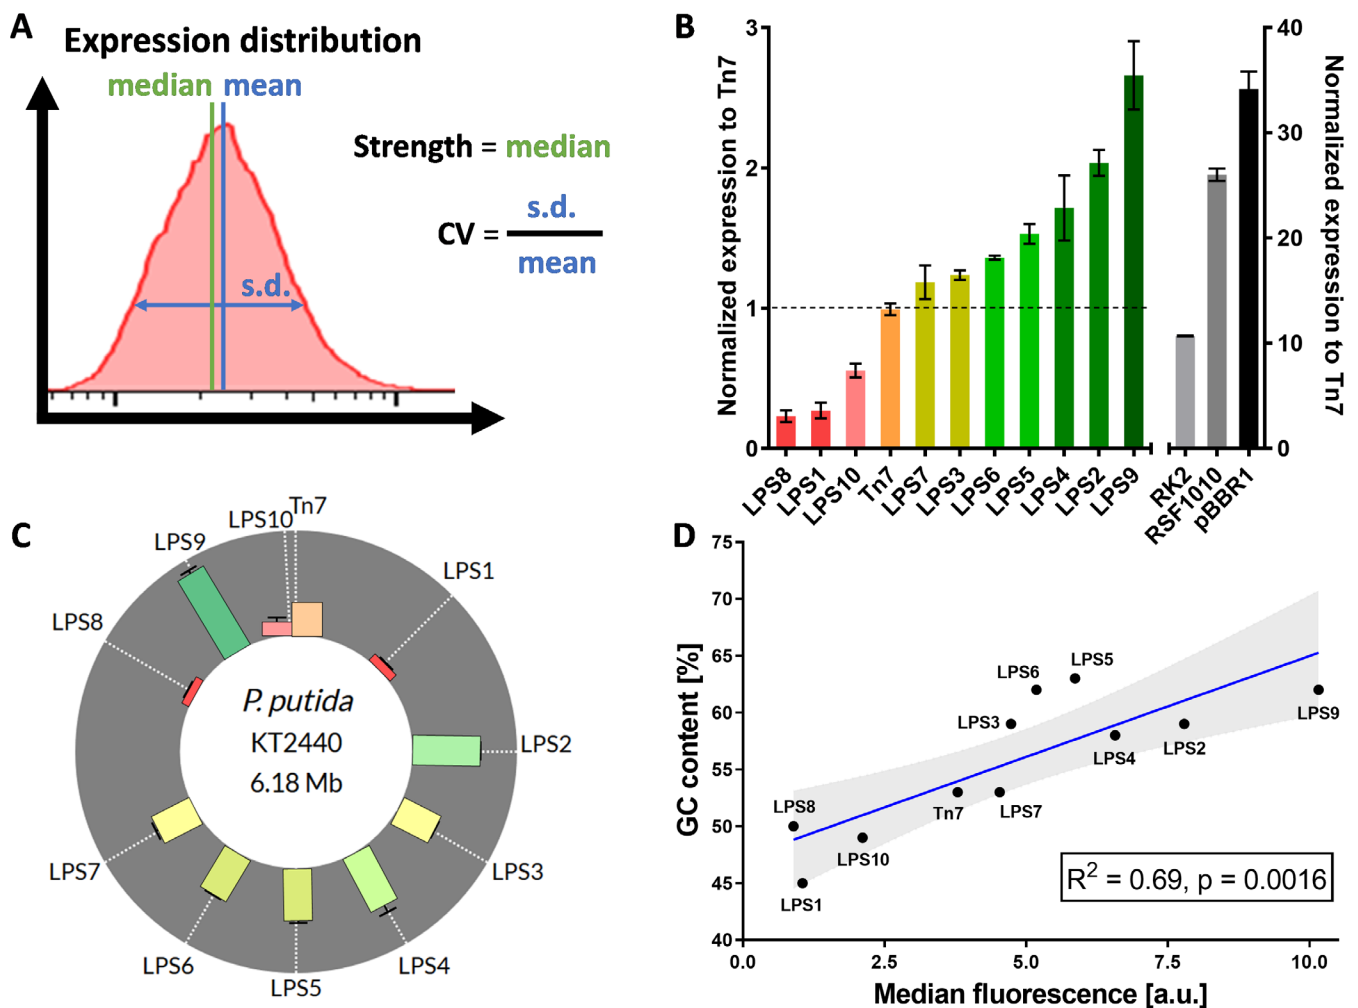 A
Expression distribution
median mean
Strength = median
CV = s.d.
mean
s.d.
B
Normalized expression to Tn7
3
2
1
0
LPS8
LPS1
LPS10
Tn7
LPS7
LPS3
LPS6
LPS5
LPS4
LPS2
LPS9
RK2
RSF1010
pBBR1
40
30
20
10
0
Normalized expression to Tn7
C
Tn7
LPS10
LPS9
LPS1
LPS8
P. putida
KT2440
6.18 Mb
LPS2
LPS7
LPS3
LPS6
LPS4
LPS5
D
GC content [%]
75
70
65
60
55
50
45
40
LPS6
LPS5
LPS3
LPS9
LPS4
LPS2
LPS8
Tn7
LPS7
LPS10
LPS1
R² = 0.69, p = 0.0016
0.0
2.5
5.0
7.5
10.0
Median fluorescence [a.u.]